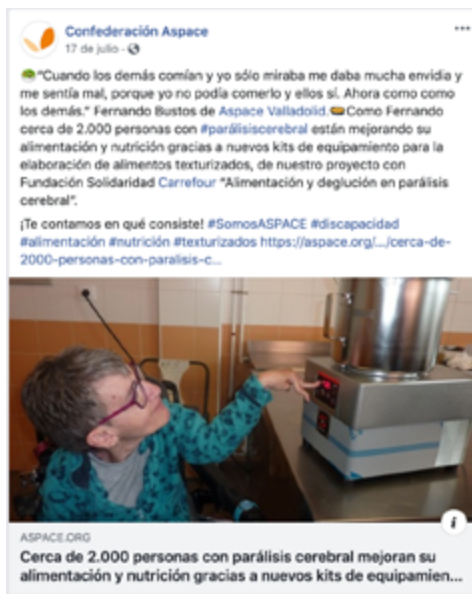 Confederación Aspace
17 de julio ·
"Cuando los demás comían y yo sólo miraba me daba mucha envidia y
me sentía mal, porque yo no podía comerlo y ellos sí. Ahora como como
los demás." Fernando Bustos de Aspace Valladolid. Como Fernando
cerca de 2.000 personas con #parálisiscerebral están mejorando su
alimentación y nutrición gracias a nuevos kits de equipamiento para la
elaboración de alimentos texturizados, de nuestro proyecto con
Fundación Solidaridad Carrefour "Alimentación y deglución en parálisis
cerebral".
¡Te contamos en qué consiste! #SomosASPACE #discapacidad
#alimentación #nutrición #texturizados https://aspace.org/.../cerca-de-
2000-personas-con-paralisis-c...
ASPACE.ORG
Cerca de 2.000 personas con parálisis cerebral mejoran su
alimentación y nutrición gracias a nuevos kits de equipamien...